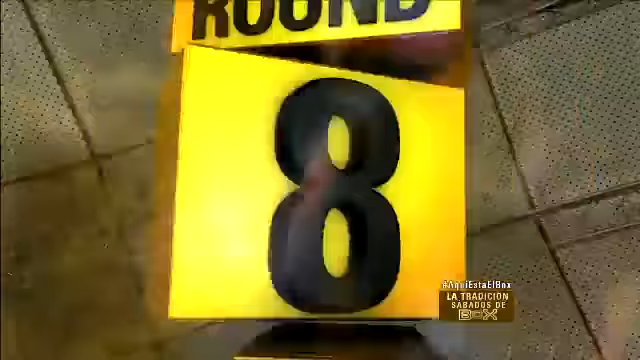 ROUND
8
#AquiEstaElBox
LA TRADICION
SABADOS DE
BOX